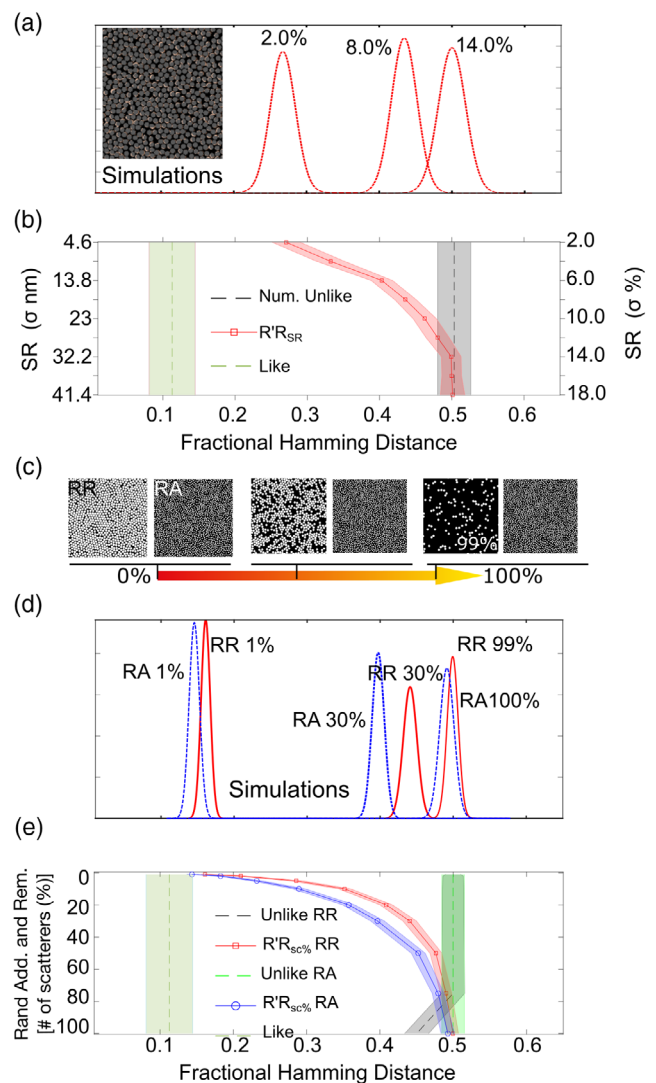 (a)
2.0%
8.0%
14.0%
Simulations
(b)
4.6
13.8
23
32.2
41.4
SR (σ nm)
2.0
6.0
10.0
14.0
18.0
SR (σ %)
Num. Unlike
R'R_SR
Like
0.1 0.2 0.3 0.4 0.5 0.6
Fractional Hamming Distance
(c)
RR
RA
99%
0%
100%
(d)
RA 1%
RR 1%
RA 30%
RR 30%
RR 99%
RA100%
Simulations
(e)
Rand Add. and Rem.
[# of scatterers (%)]
0
20
40
60
80
100
Unlike RR
R'R_sc% RR
Unlike RA
R'R_sc% RA
Like
0.1 0.2 0.3 0.4 0.5 0.6
Fractional Hamming Distance